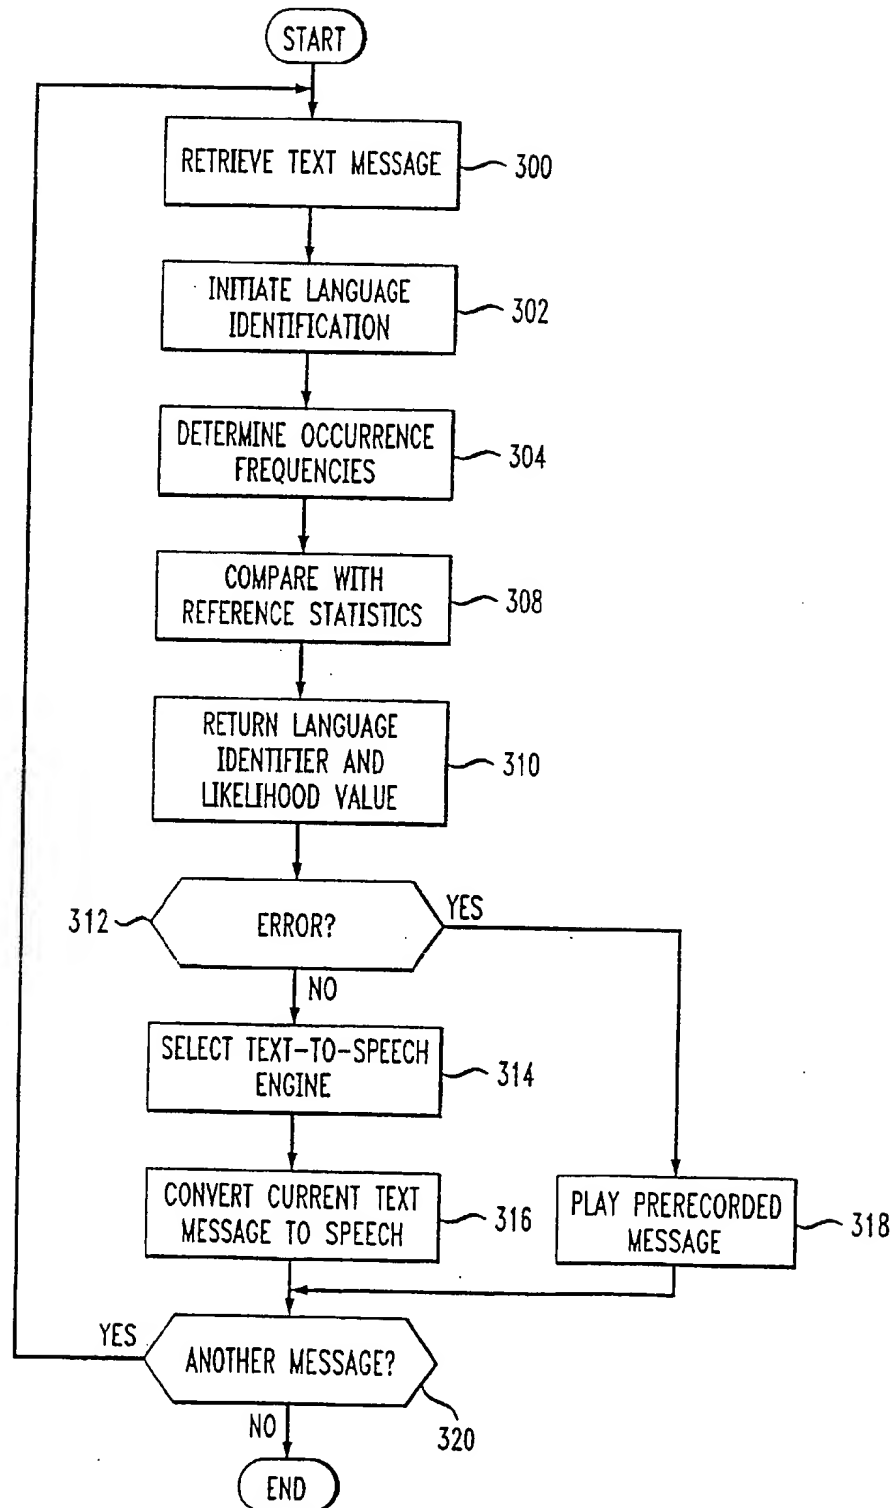 START
RETRIEVE TEXT MESSAGE
300
INITIATE LANGUAGE
IDENTIFICATION
302
DETERMINE OCCURRENCE
FREQUENCIES
304
COMPARE WITH
REFERENCE STATISTICS
308
RETURN LANGUAGE
IDENTIFIER AND
LIKELIHOOD VALUE
310
312
ERROR?
YES
NO
SELECT TEXT-TO-SPEECH
ENGINE
314
CONVERT CURRENT TEXT
MESSAGE TO SPEECH
316
PLAY PRERECORDED
MESSAGE
318
YES
ANOTHER MESSAGE?
320
NO
END